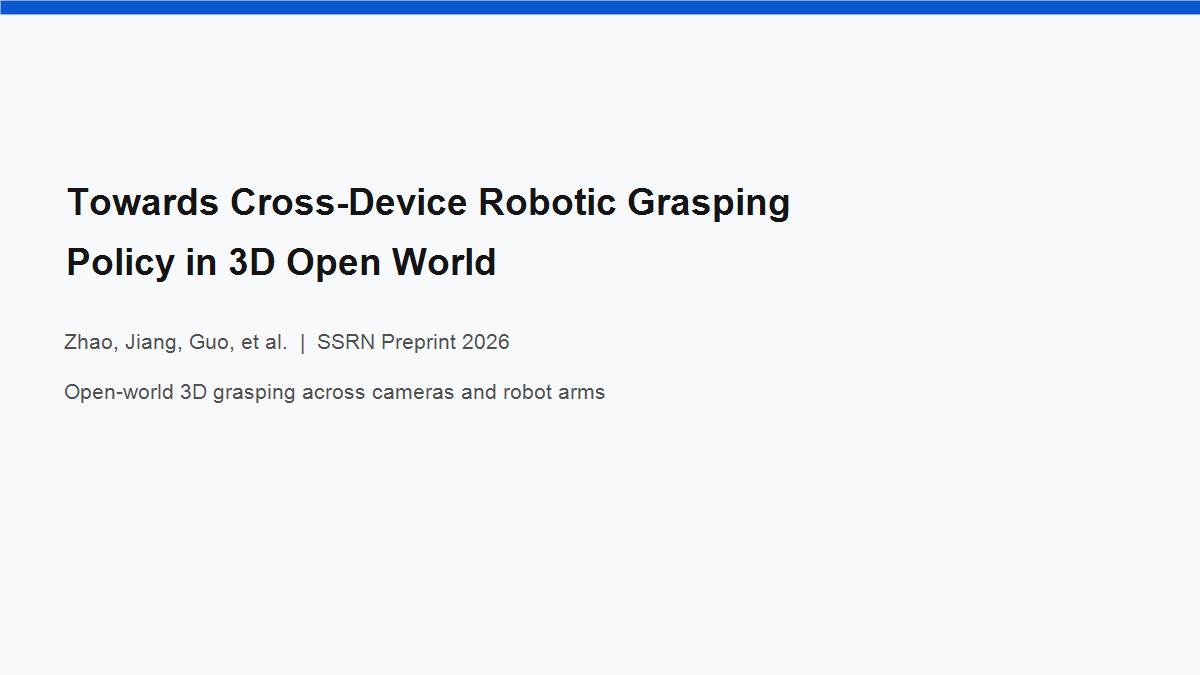 Towards Cross-Device Robotic Grasping
Policy in 3D Open World
Zhao, Jiang, Guo, et al. | SSRN Preprint 2026
Open-world 3D grasping across cameras and robot arms